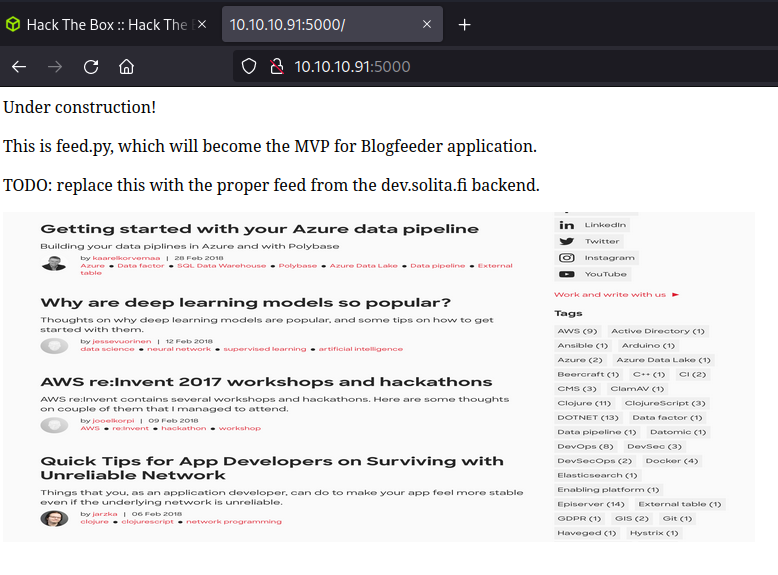 Hack The Box :: Hack The
10.10.10.91:5000/
10.10.10.91:5000
Under construction!
This is feed.py, which will become the MVP for Blogfeeder application.
TODO: replace this with the proper feed from the dev.solita.fi backend.
Getting started with your Azure data pipeline
Building your data piplines in Azure and with Polybase
by kaarelkorvemaa | 28 Feb 2018
Azure • Data factor • SQL Data Warehouse • Polybase • Azure Data Lake • Data pipeline • External
table
Why are deep learning models so popular?
Thoughts on why deep learning models are popular, and some tips on how to get
started with them.
by jessevuorinen | 12 Feb 2018
data science • neural network • supervised learning • artificial intelligence
AWS re:Invent 2017 workshops and hackathons
AWS re:Invent contains several workshops and hackathons. Here are some thoughts
on couple of them that I managed to attend.
by jooelkorpi | 09 Feb 2018
AWS • re:Invent • hackathon • workshop
Quick Tips for App Developers on Surviving with
Unreliable Network
Things that you, as an application developer, can do to make your app feel more stable
even if the underlying network is unreliable.
by jarzka | 06 Feb 2018
clojure • clojurescript • network programming
LinkedIn
Twitter
Instagram
YouTube
Work and write with us ►
Tags
AWS (9) Active Directory (1)
Ansible (1) Arduino (1)
Azure (2) Azure Data Lake (1)
Beercraft (1) C++ (1) CI (2)
CMS (3) ClamAV (1)
Clojure (11) ClojureScript (3)
DOTNET (13) Data factor (1)
Data pipeline (1) Datomic (1)
DevOps (8) DevSec (3)
DevSecOps (2) Docker (4)
Elasticsearch (1)
Enabling platform (1)
Episerver (14) External table (1)
GDPR (1) GIS (2) Git (1)
Haveged (1) Hystrix (1)